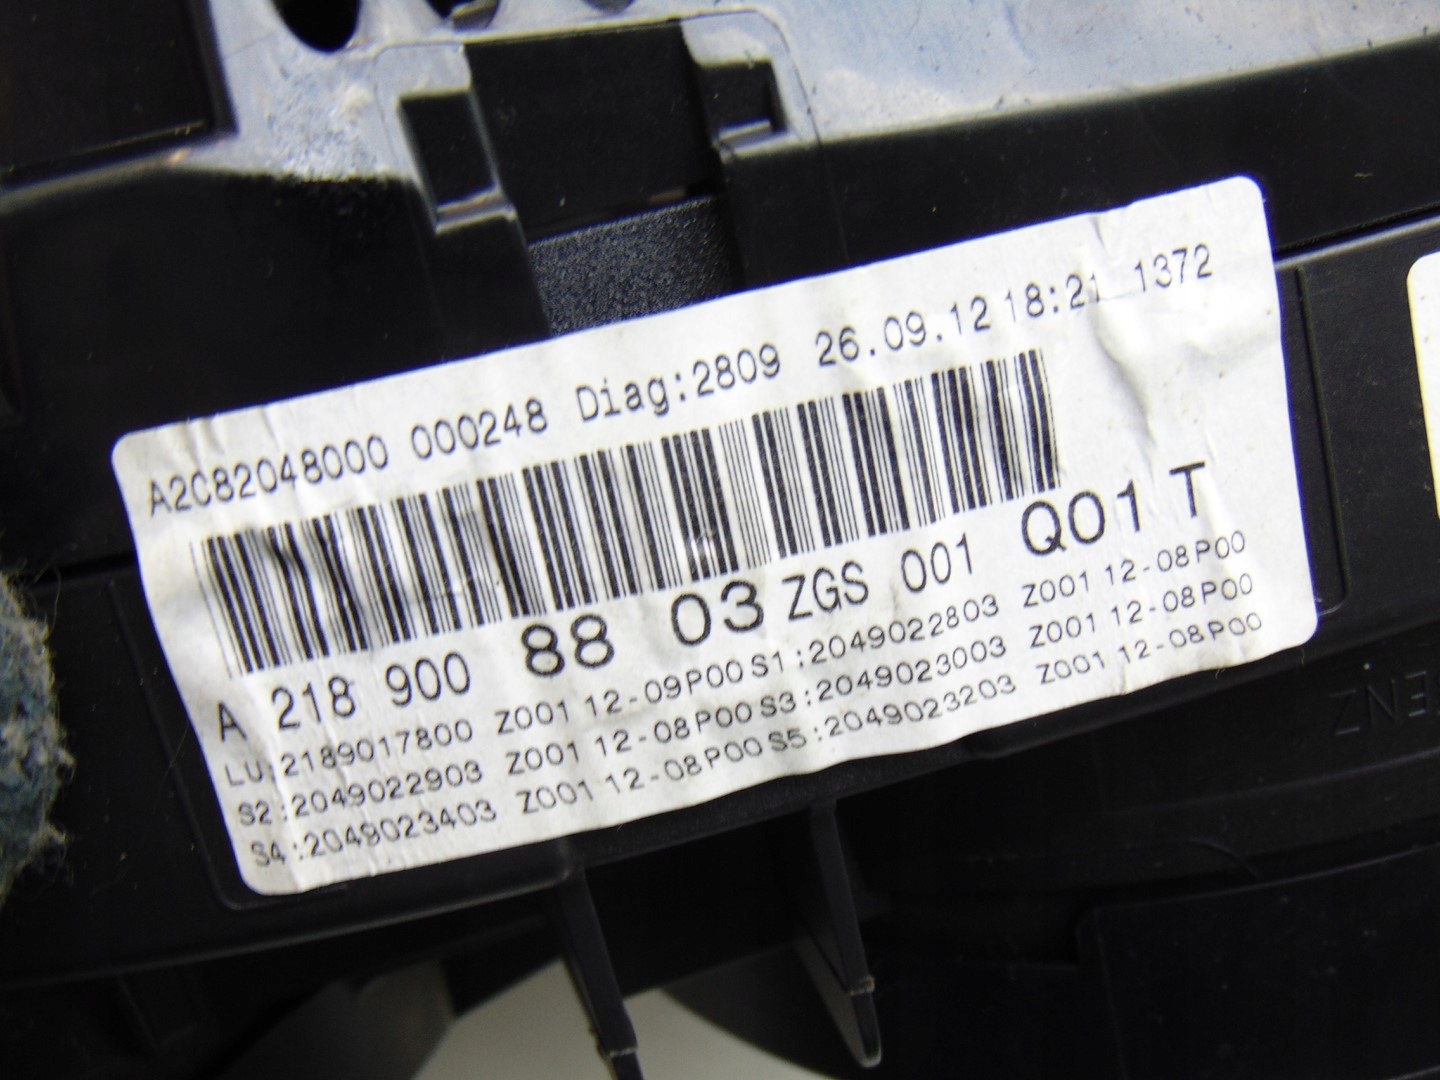 A2C82048000 000248 Diag:2809 26.09.12 18:21 1372
A 218 900 88 03 ZGS 001 Q01 T
LU:2189017800 Z001 12-09P00 S1:2049022803 Z001 12-08P00
S2:2049022903 Z001 12-08P00 S3:2049023003 Z001 12-08P00
S4:2049023403 Z001 12-08P00 S5:2049023203 Z001 12-08P00